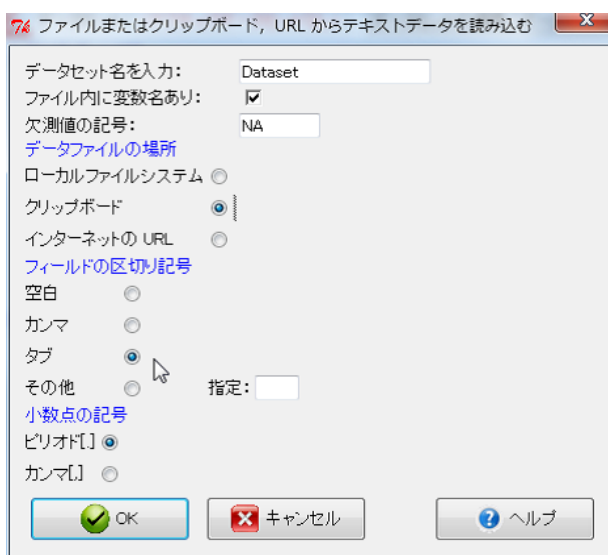 ファイルまたはクリップボード, URL からテキストデータを読み込む
データセット名を入力: Dataset
ファイル内に変数名あり:
欠測値の記号: NA
データファイルの場所
ローカルファイルシステム
クリップボード
インターネットの URL
フィールドの区切り記号
空白
カンマ
タブ
その他 指定:
小数点の記号
ピリオド[.]
カンマ[,]
OK キャンセル ヘルプ